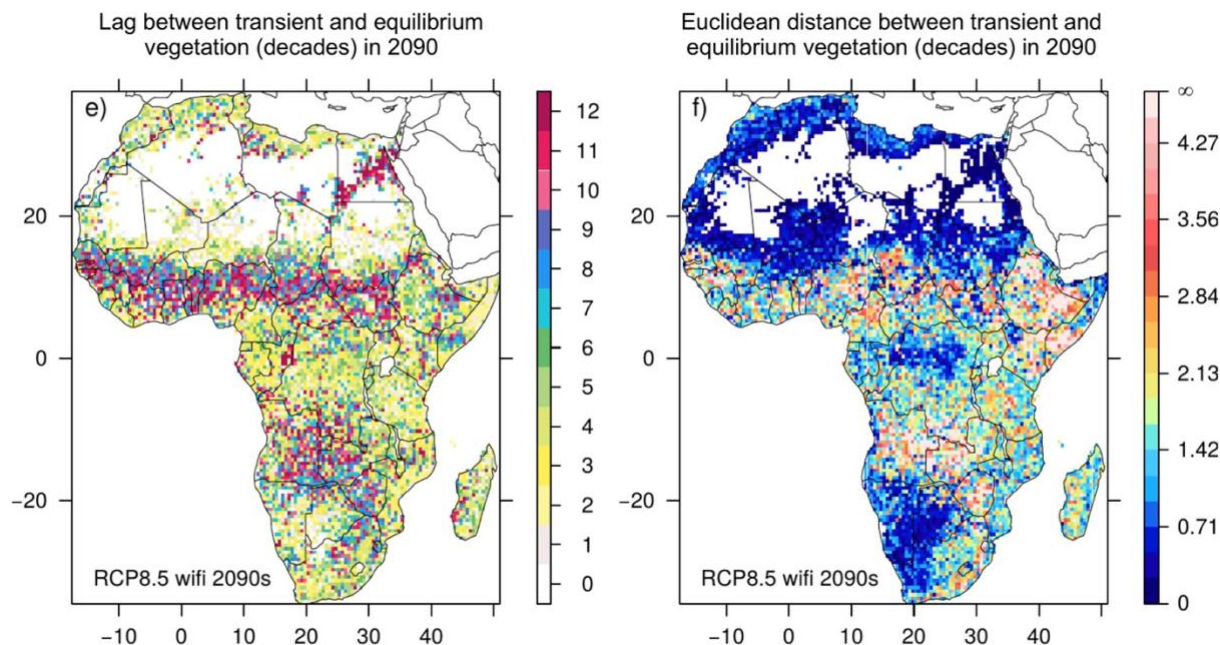 Lag between transient and equilibrium
vegetation (decades) in 2090
e)
20
0
−20
RCP8.5 wifi 2090s
−10 0 10 20 30 40
12
11
10
9
8
7
6
5
4
3
2
1
0
Euclidean distance between transient and
equilibrium vegetation (decades) in 2090
f)
20
0
−20
RCP8.5 wifi 2090s
−10 0 10 20 30 40
∞
4.27
3.56
2.84
2.13
1.42
0.71
0